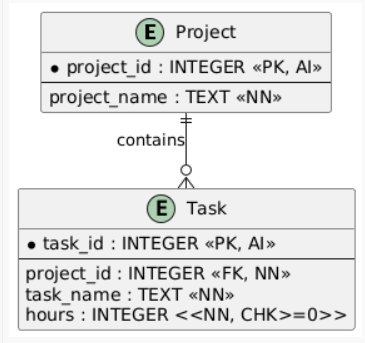 E Project
* project_id : INTEGER «PK, AI»
project_name : TEXT «NN»
contains
E Task
* task_id : INTEGER «PK, AI»
project_id : INTEGER «FK, NN»
task_name : TEXT «NN»
hours : INTEGER <<NN, CHK>=0>>